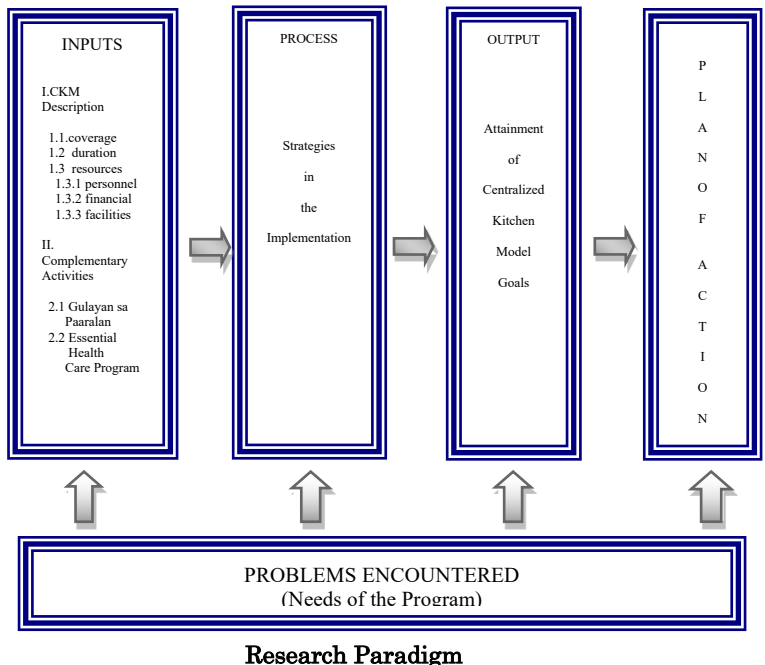 INPUTS
I.CKM
Description
1.1.coverage
1.2 duration
1.3 resources
1.3.1 personnel
1.3.2 financial
1.3.3 facilities
II.
Complementary
Activities
2.1 Gulayan sa
Paaralan
2.2 Essential
Health
Care Program
PROCESS
Strategies
in
the
Implementation
OUTPUT
Attainment
of
Centralized
Kitchen
Model
Goals
P
L
A
N
O
F
A
C
T
I
O
N
PROBLEMS ENCOUNTERED
(Needs of the Program)
Research Paradigm